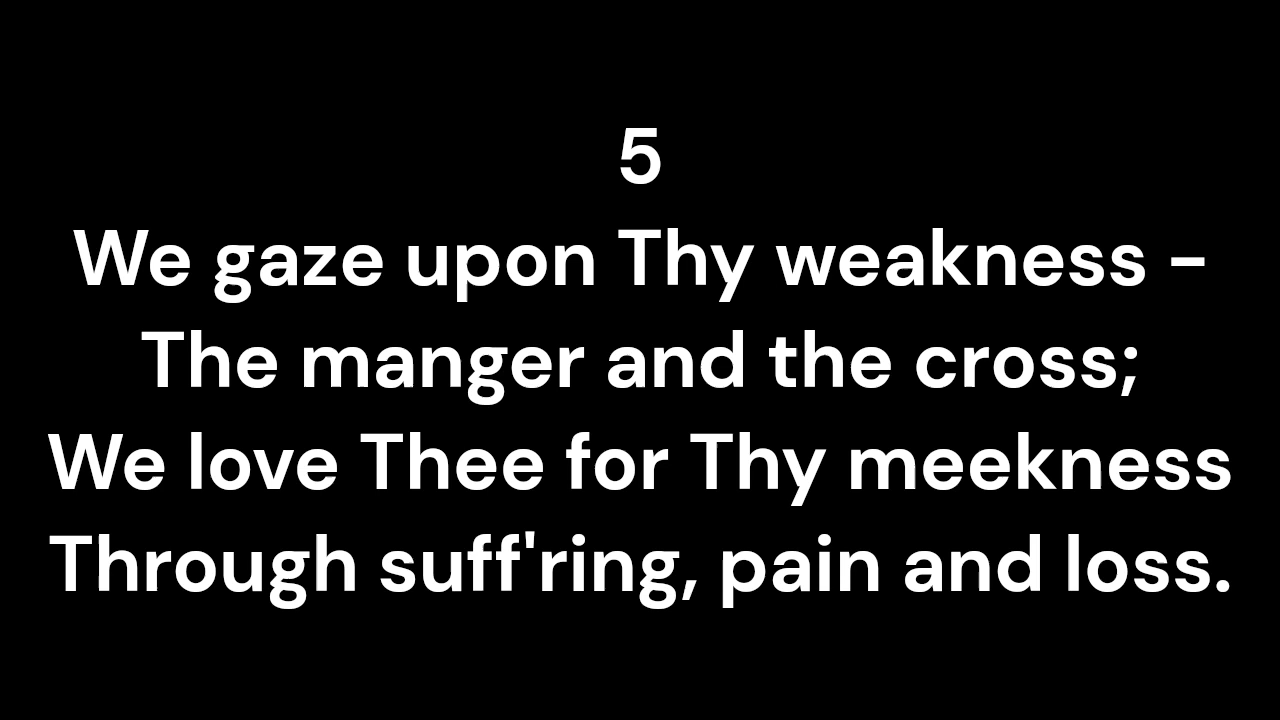 5
We gaze upon Thy weakness -
The manger and the cross;
We love Thee for Thy meekness
Through suff'ring, pain and loss.